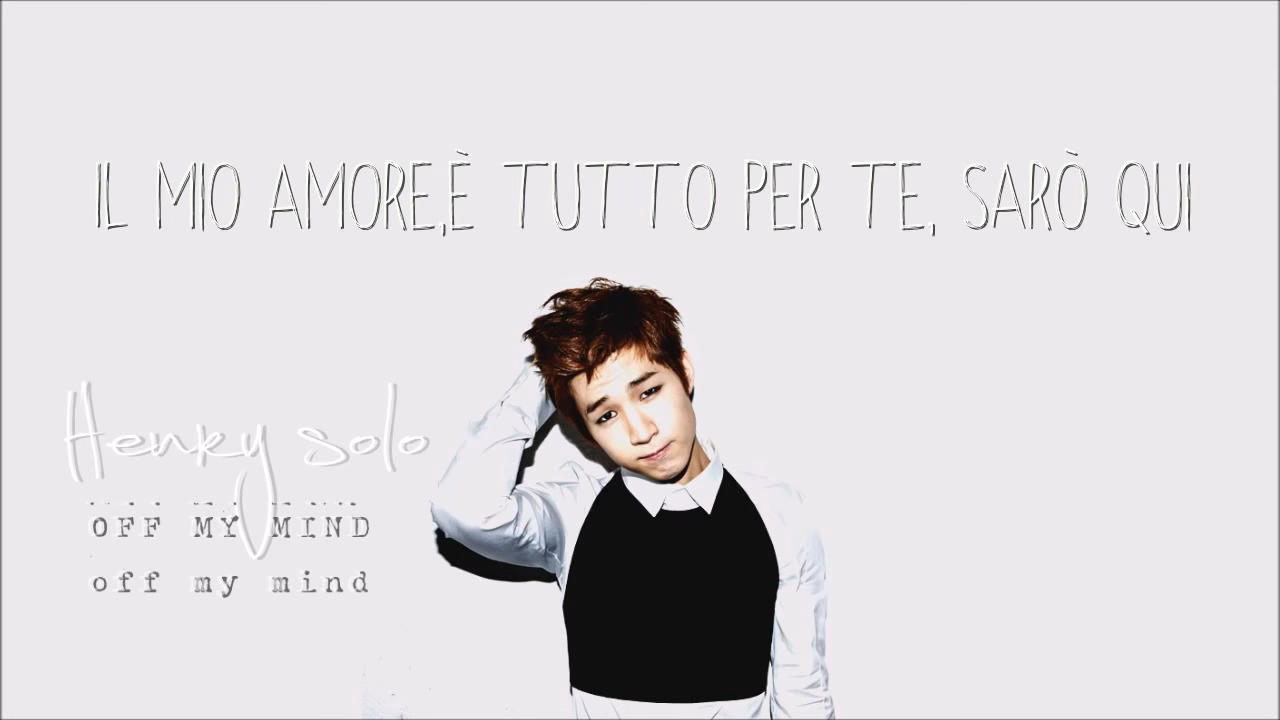 IL MIO AMORE,È TUTTO PER TE, SARÒ QUI
Henry solo
OFF MY MIND
off my mind